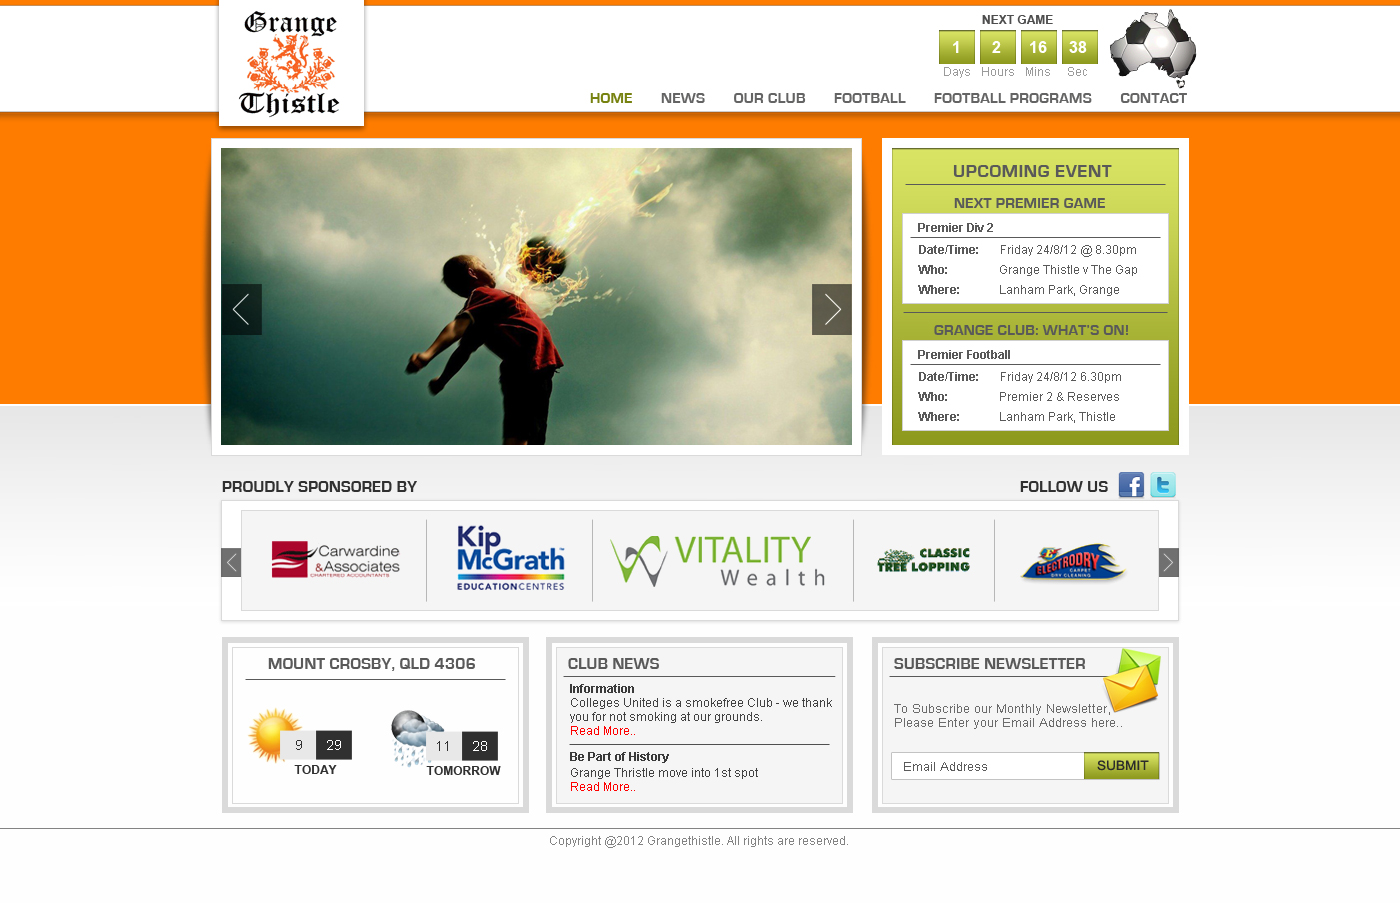 Grange
Thistle
NEXT GAME
1 2 16 38
Days Hours Mins Sec
HOME NEWS OUR CLUB FOOTBALL FOOTBALL PROGRAMS CONTACT
UPCOMING EVENT
NEXT PREMIER GAME
Premier Div 2
Date/Time: Friday 24/8/12 @ 8.30pm
Who: Grange Thistle v The Gap
Where: Lanham Park, Grange
GRANGE CLUB: WHAT'S ON!
Premier Football
Date/Time: Friday 24/8/12 6.30pm
Who: Premier 2 & Reserves
Where: Lanham Park, Thistle
PROUDLY SPONSORED BY
FOLLOW US
Carwardine
&Associates
CHARTERED ACCOUNTANTS
Kip
McGrath™
EDUCATIONCENTRES
VITALITY
Wealth
CLASSIC
TREE LOPPING
ELECTRODRY
CARPET
DRY CLEANING
MOUNT CROSBY, QLD 4306
9 29
TODAY
11 28
TOMORROW
CLUB NEWS
Information
Colleges United is a smokefree Club - we thank
you for not smoking at our grounds.
Read More..
Be Part of History
Grange Thristle move into 1st spot
Read More..
SUBSCRIBE NEWSLETTER
To Subscribe our Monthly Newsletter,
Please Enter your Email Address here..
Email Address
SUBMIT
Copyright @2012 Grangethistle. All rights are reserved.